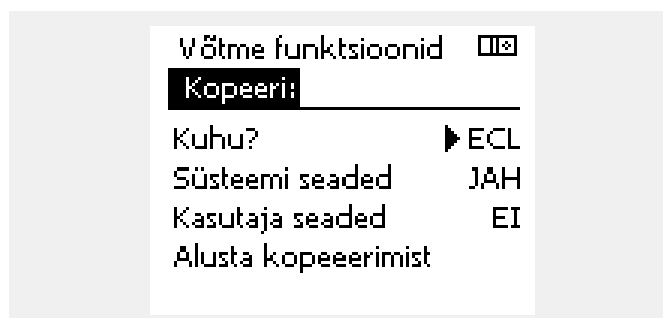 Võtme funktsioonid
Kopeeri:
Kuhu? ECL
Süsteemi seaded JAH
Kasutaja seaded EI
Alusta kopeeerimist